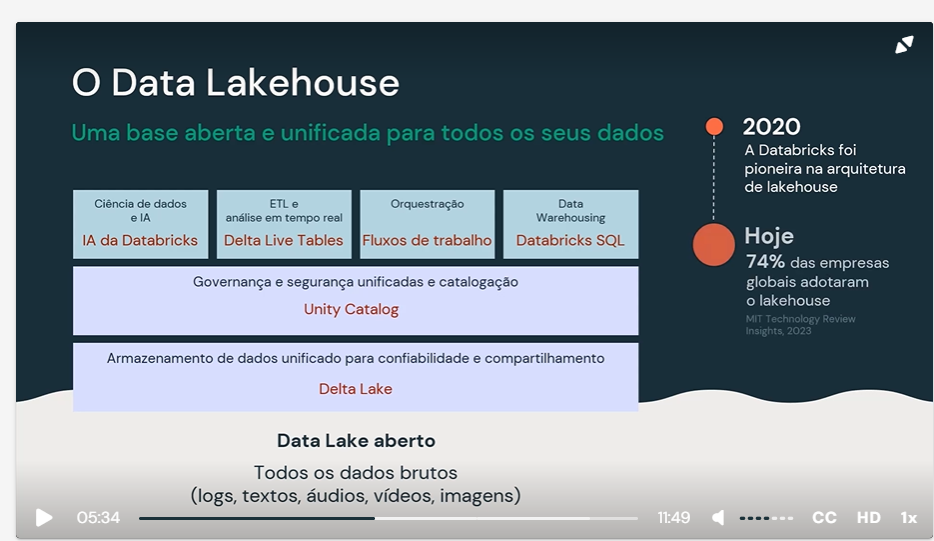 O Data Lakehouse
Uma base aberta e unificada para todos os seus dados
Ciência de dados
e IA
IA da Databricks
ETL e
análise em tempo real
Delta Live Tables
Orquestração
Fluxos de trabalho
Data
Warehousing
Databricks SQL
Governança e segurança unificadas e catalogação
Unity Catalog
Armazenamento de dados unificado para confiabilidade e compartilhamento
Delta Lake
Data Lake aberto
Todos os dados brutos
(logs, textos, áudios, vídeos, imagens)
2020
A Databricks foi
pioneira na arquitetura
de lakehouse
Hoje
74% das empresas
globais adotaram
o lakehouse
MIT Technology Review
Insights, 2023
05:34
11:49
CC
HD
1x